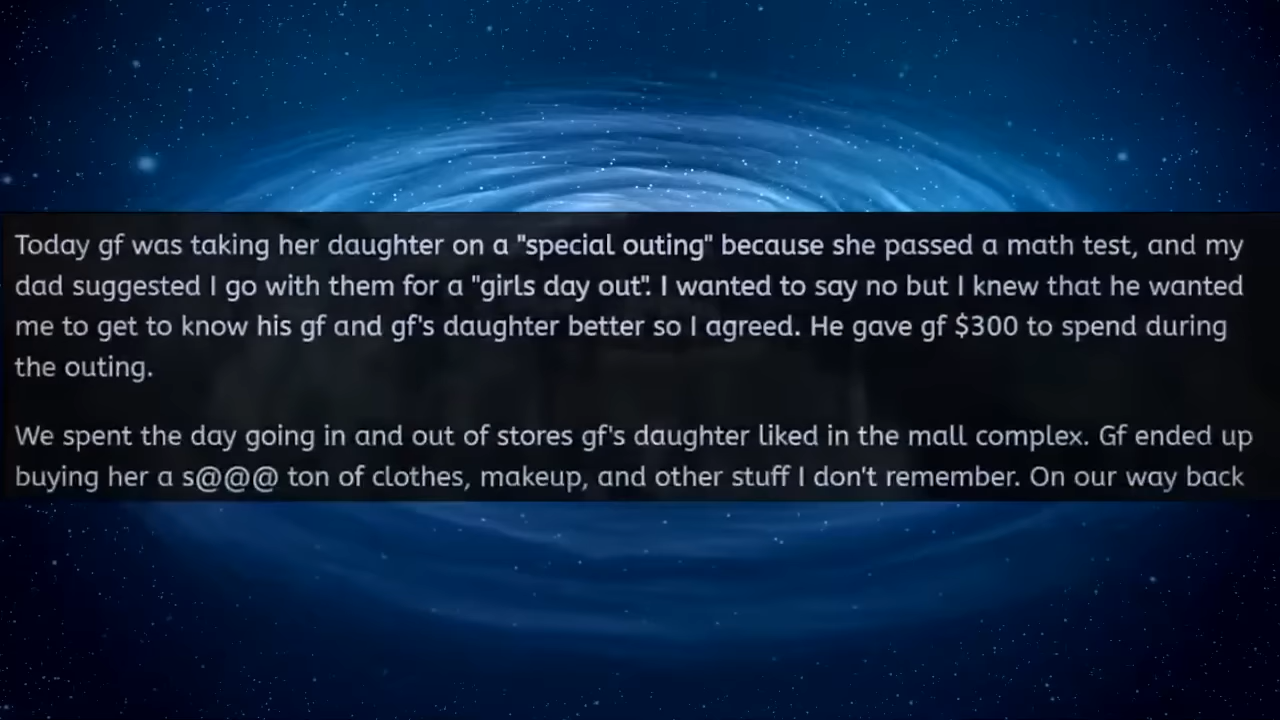 Today gf was taking her daughter on a "special outing" because she passed a math test, and my
dad suggested I go with them for a "girls day out". I wanted to say no but I knew that he wanted
me to get to know his gf and gf's daughter better so I agreed. He gave gf $300 to spend during
the outing.
We spent the day going in and out of stores gf's daughter liked in the mall complex. Gf ended up
buying her a s@@@ ton of clothes, makeup, and other stuff I don't remember. On our way back